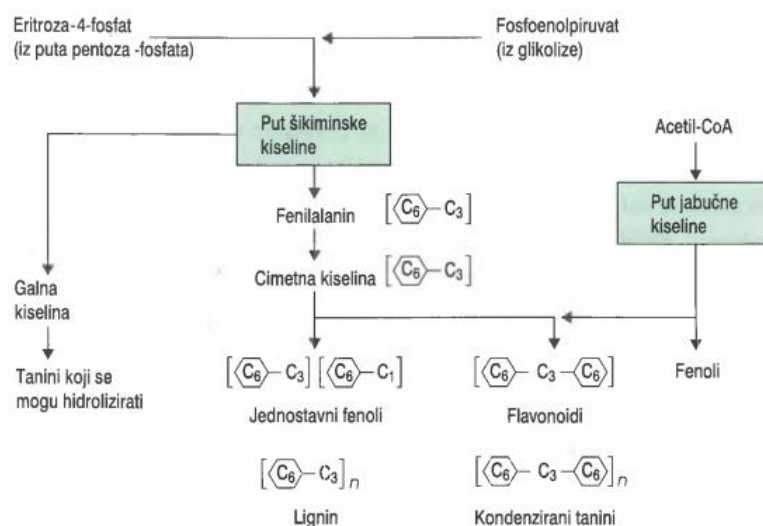 Eritroza-4-fosfat
(iz puta pentoza -fosfata)
Fosfoenolpiruvat
(iz glikolize)
Put šikiminske
kiseline
Acetil-CoA
Put jabučne
kiseline
Fenilalanin
[C6 – C3]
Cimetna kiselina
[C6 – C3]
Galna
kiselina
Tanini koji se
mogu hidrolizirati
[C6 – C3] [C6 – C1]
Jednostavni fenoli
[C6 – C3 – C6]
Flavonoidi
Fenoli
[C6 – C3]n
Lignin
[C6 – C3 – C6]n
Kondenzirani tanini